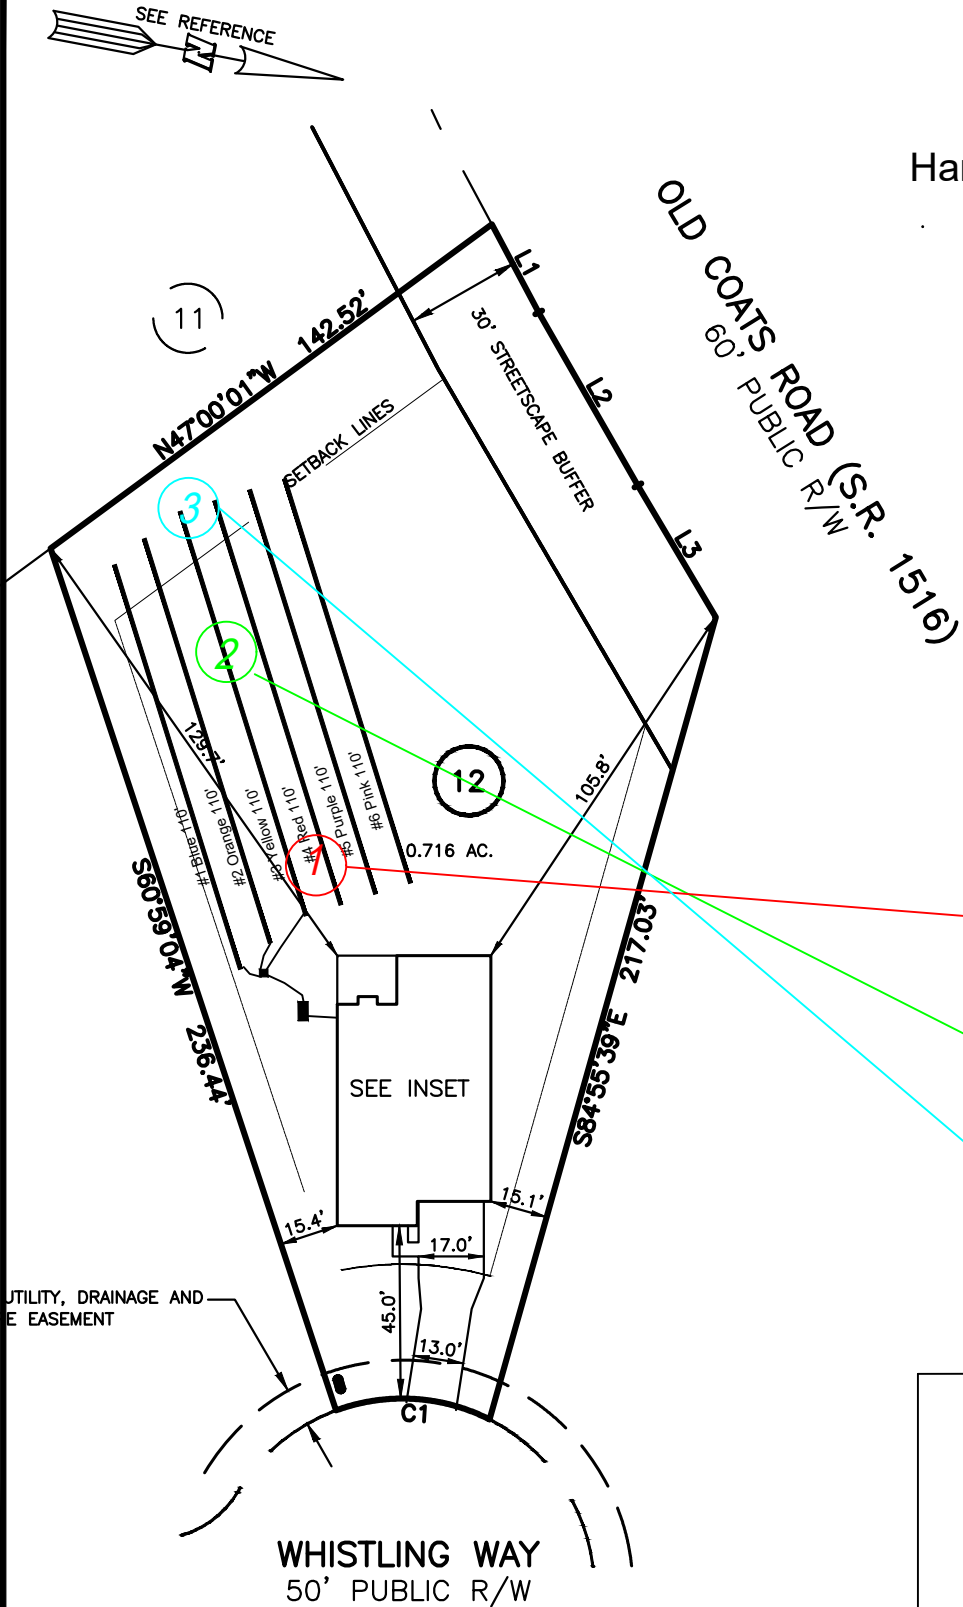 SEE REFERENCE
N
Har
OLD COATS ROAD (S.R. 1516)
60' PUBLIC R/W
L1
L2
L3
11
N47°00'01"W 142.52'
30' STREETSCAPE BUFFER
SETBACK LINES
3
2
1
129.7'
#1 Blue 110'
#2 Orange 110'
#3 Yellow 110'
#4 Red 110'
#5 Purple 110'
#6 Pink 110'
12
0.716 AC.
105.8'
S60°59'04"W 236.44'
S84°55'39"E 217.03'
SEE INSET
15.4'
15.1'
17.0'
45.0'
13.0'
UTILITY, DRAINAGE AND
E EASEMENT
C1
WHISTLING WAY
50' PUBLIC R/W